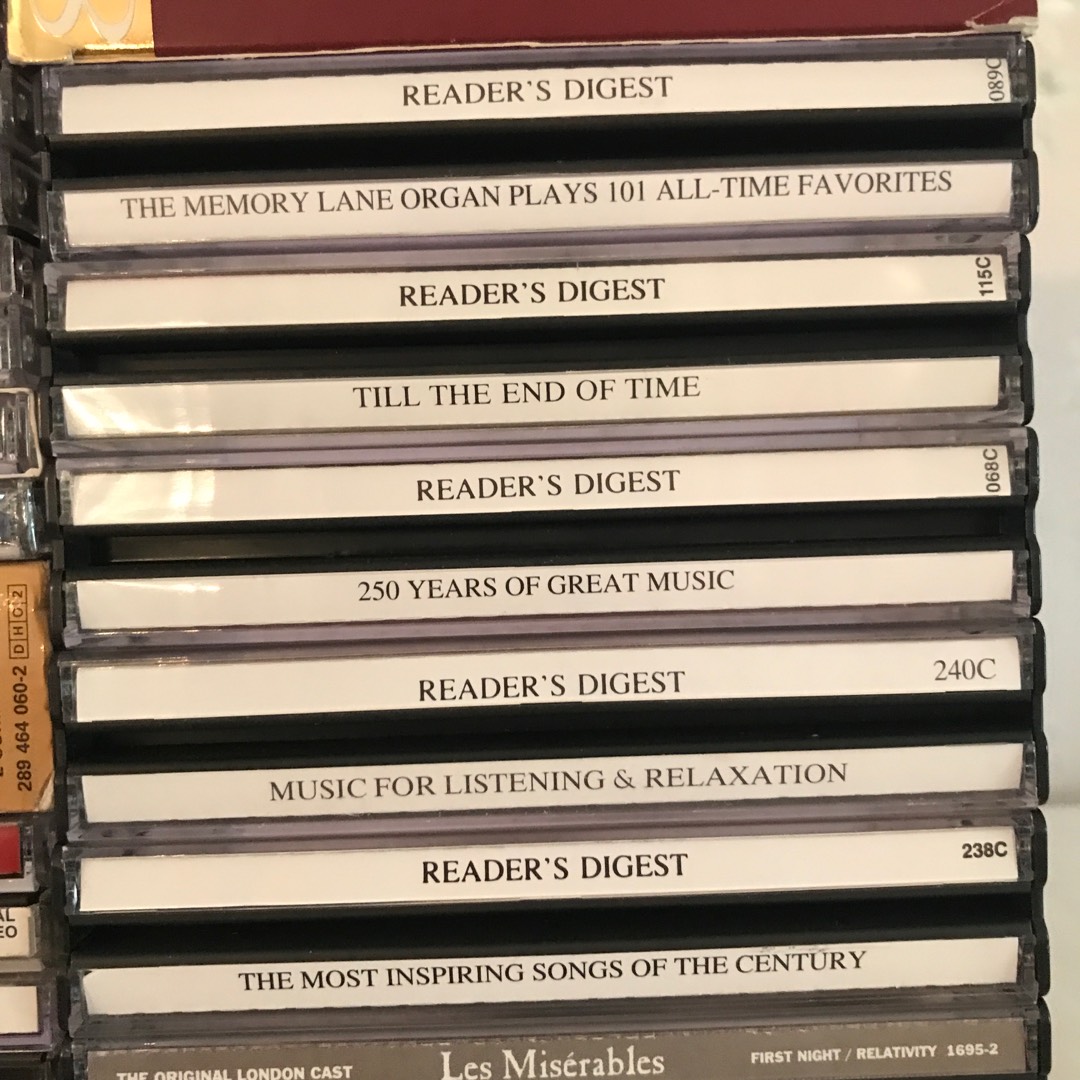 READER'S DIGEST 089C
THE MEMORY LANE ORGAN PLAYS 101 ALL-TIME FAVORITES
READER'S DIGEST 115C
TILL THE END OF TIME
READER'S DIGEST 068C
250 YEARS OF GREAT MUSIC
READER'S DIGEST 240C
MUSIC FOR LISTENING & RELAXATION
READER'S DIGEST 238C
THE MOST INSPIRING SONGS OF THE CENTURY
THE ORIGINAL LONDON CAST Les Misérables FIRST NIGHT / RELATIVITY 1695-2
289 464 060-2 DHC2